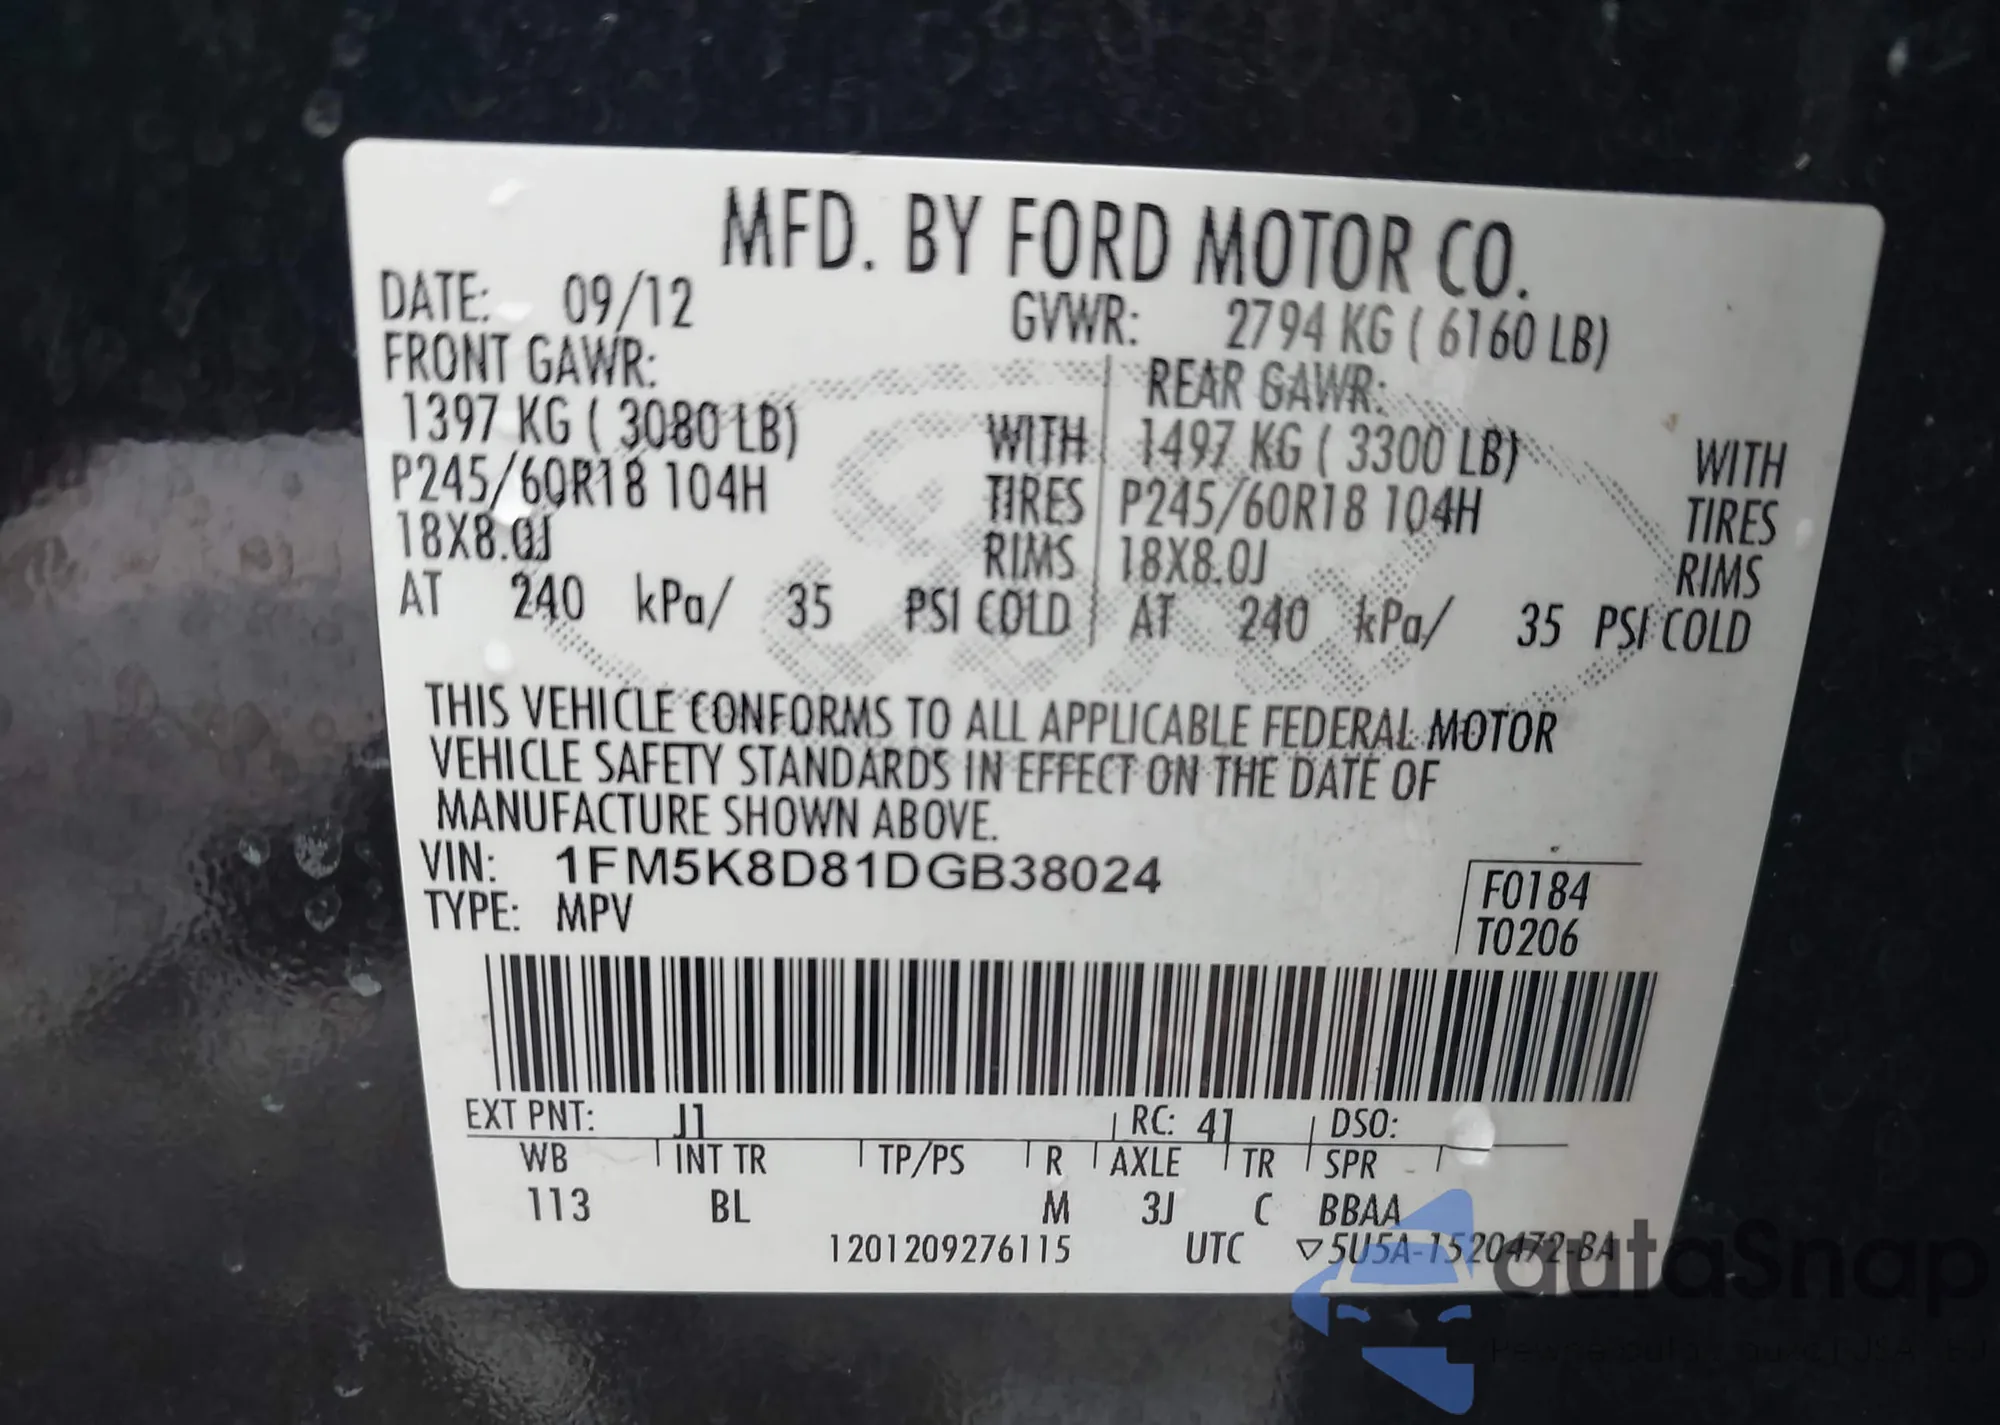 MFD. BY FORD MOTOR CO.
DATE: 09/12 GVWR: 2794 KG ( 6160 LB)
FRONT GAWR: REAR GAWR:
1397 KG ( 3080 LB) WITH 1497 KG ( 3300 LB) WITH
P245/60R18 104H TIRES P245/60R18 104H TIRES
18X8.0J RIMS 18X8.0J RIMS
AT 240 kPa/ 35 PSI COLD AT 240 kPa/ 35 PSI COLD
THIS VEHICLE CONFORMS TO ALL APPLICABLE FEDERAL MOTOR
VEHICLE SAFETY STANDARDS IN EFFECT ON THE DATE OF
MANUFACTURE SHOWN ABOVE.
VIN: 1FM5K8D81DGB38024 F0184
TYPE: MPV T0206
EXT PNT: J1 RC: 41 DSO:
WB INT TR TP/PS R AXLE TR SPR
113 BL M 3J C BBAA
1201209276115 UTC ▽5U5A-1520472-BA
autaSnap